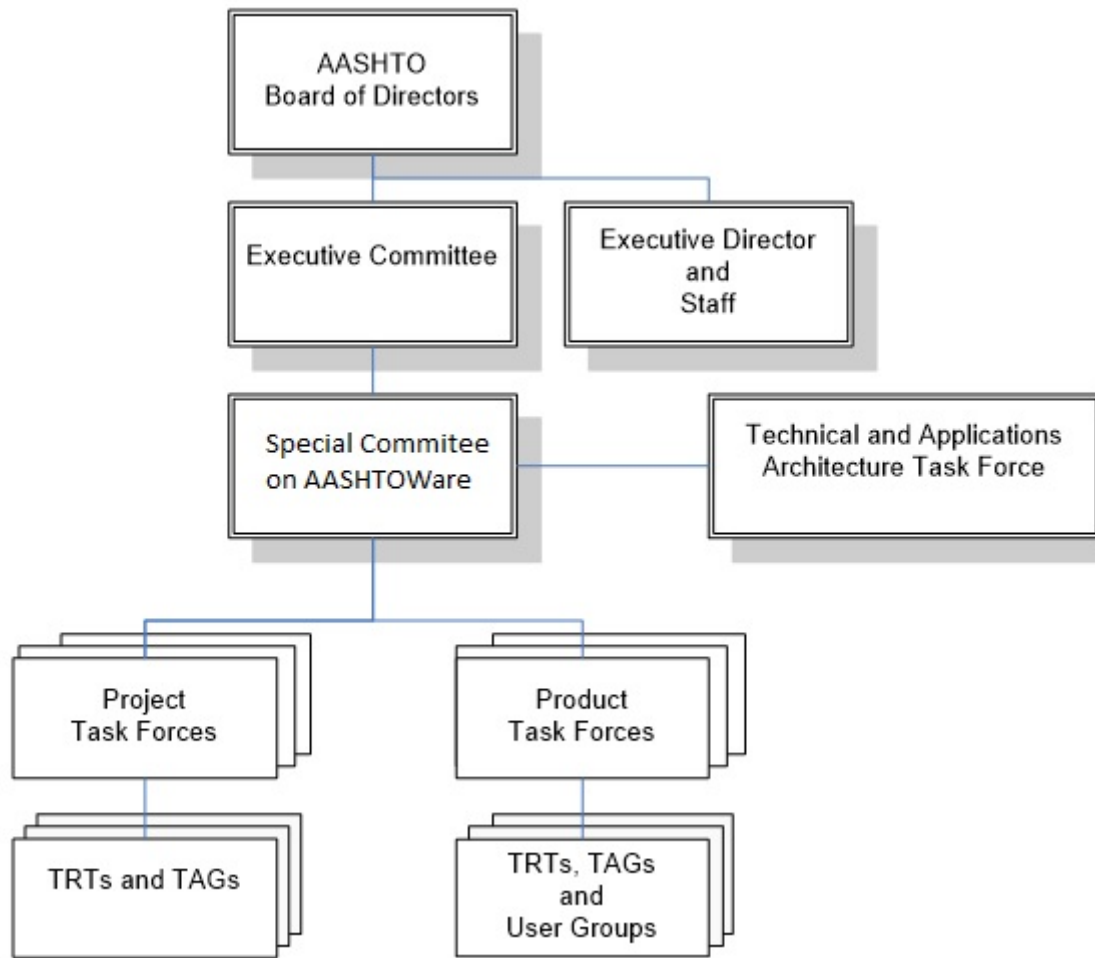 AASHTO
Board of Directors
Executive Committee
Executive Director
and
Staff
Special Commitee
on AASHTOWare
Technical and Applications
Architecture Task Force
Project
Task Forces
Product
Task Forces
TRTs and TAGs
TRTs, TAGs
and
User Groups